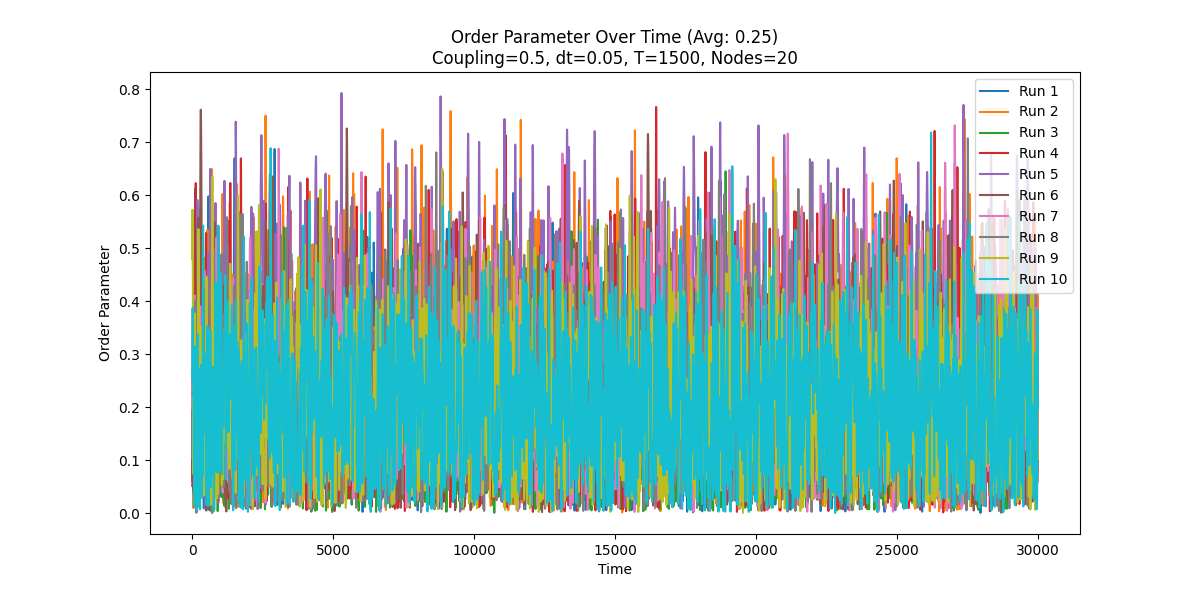 Order Parameter Over Time (Avg: 0.25)
Coupling=0.5, dt=0.05, T=1500, Nodes=20
Order Parameter
0.8
0.7
0.6
0.5
0.4
0.3
0.2
0.1
0.0
Run 1
Run 2
Run 3
Run 4
Run 5
Run 6
Run 7
Run 8
Run 9
Run 10
0
5000
10000
15000
20000
25000
30000
Time